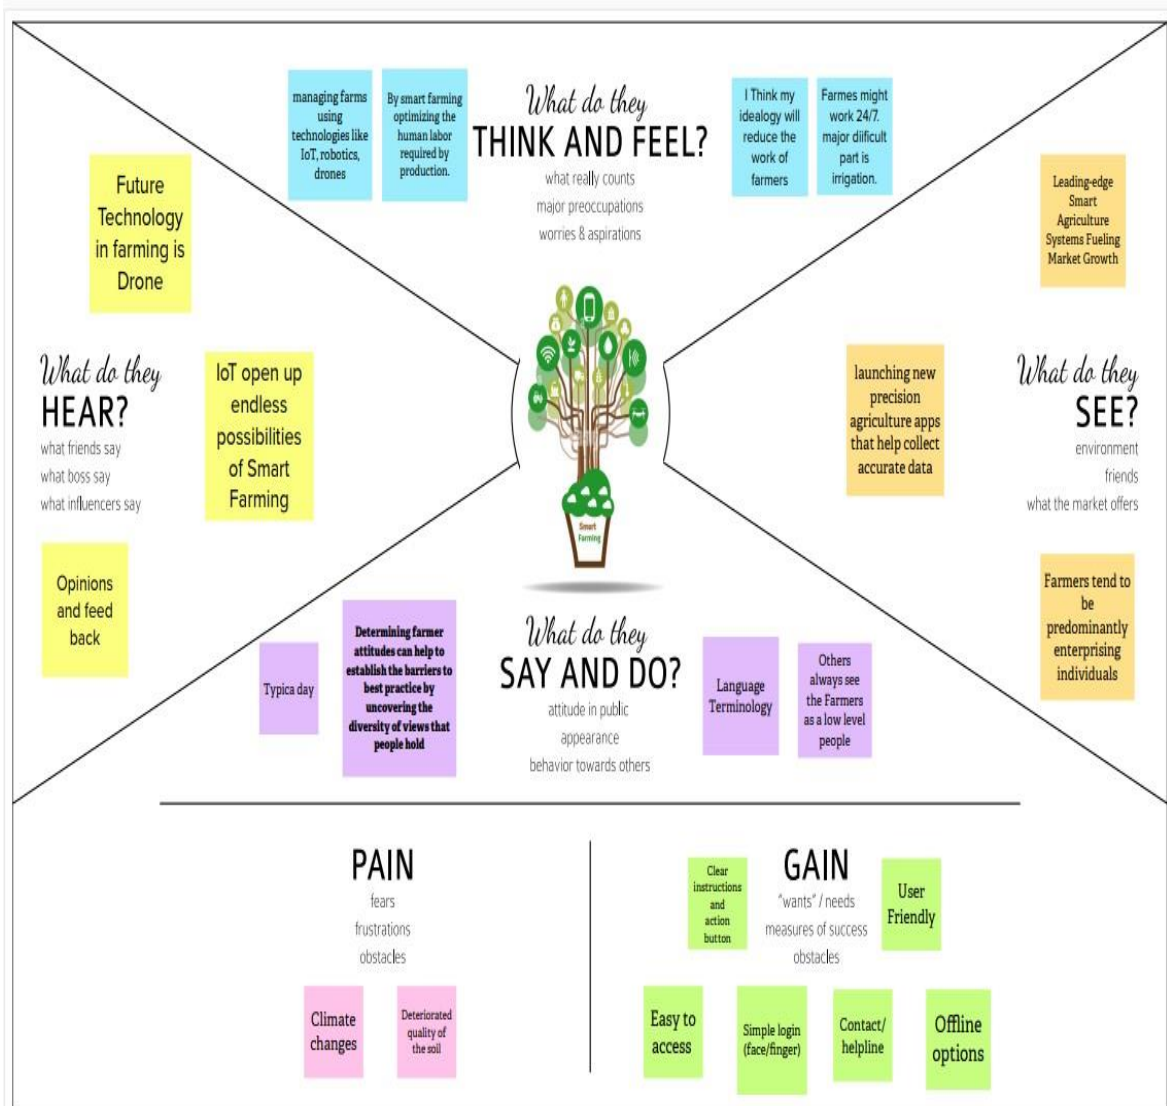 managing farms
using
technologies like
IoT, robotics,
drones
By smart farming
optimizing the
human labor
required by
production.
What do they
THINK AND FEEL?
what really counts
major preoccupations
worries & aspirations
I Think my
idealogy will
reduce the
work of
farmers
Farmes might
work 24/7.
major diificult
part is
irrigation.
Future
Technology
in farming is
Drone
What do they
HEAR?
what friends say
what boss say
what influencers say
IoT open up
endless
possibilities
of Smart
Farming
Opinions
and feed
back
Smart
Farming
Leading-edge
Smart
Agriculture
Systems Fueling
Market Growth
launching new
precision
agriculture apps
that help collect
accurate data
What do they
SEE?
environment
friends
what the market offers
Farmers tend to
be
predominantly
enterprising
individuals
Typica day
Determining farmer
attitudes can help to
establish the barriers to
best practice by
uncovering the
diversity of views that
people hold
What do they
SAY AND DO?
attitude in public
appearance
behavior towards others
Language
Terminology
Others
always see
the Farmers
as a low level
people
PAIN
fears
frustrations
obstacles
Climate
changes
Deteriorated
quality of
the soil
Clear
instructions
and
action
button
GAIN
"wants" / needs
measures of success
obstacles
User
Friendly
Easy to
access
Simple login
(face/finger)
Contact/
helpline
Offline
options